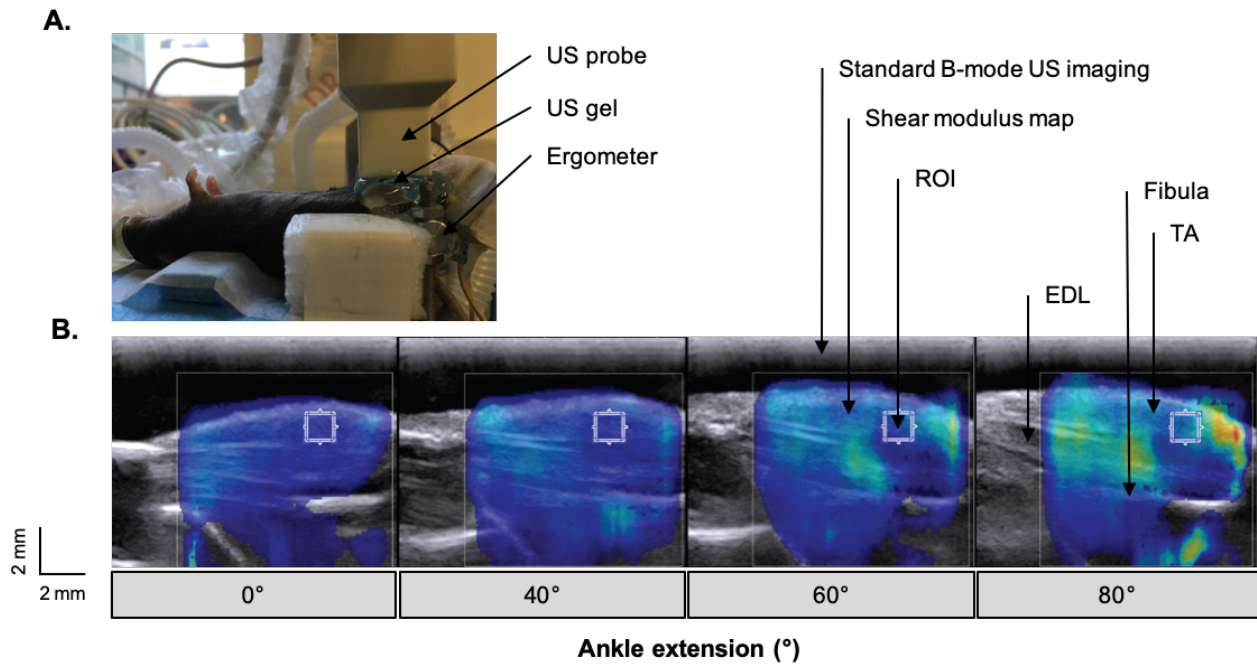 A.
US probe
US gel
Ergometer
Standard B-mode US imaging
Shear modulus map
ROI
Fibula
TA
EDL
B.
2 mm
2 mm
0°
40°
60°
80°
Ankle extension (°)